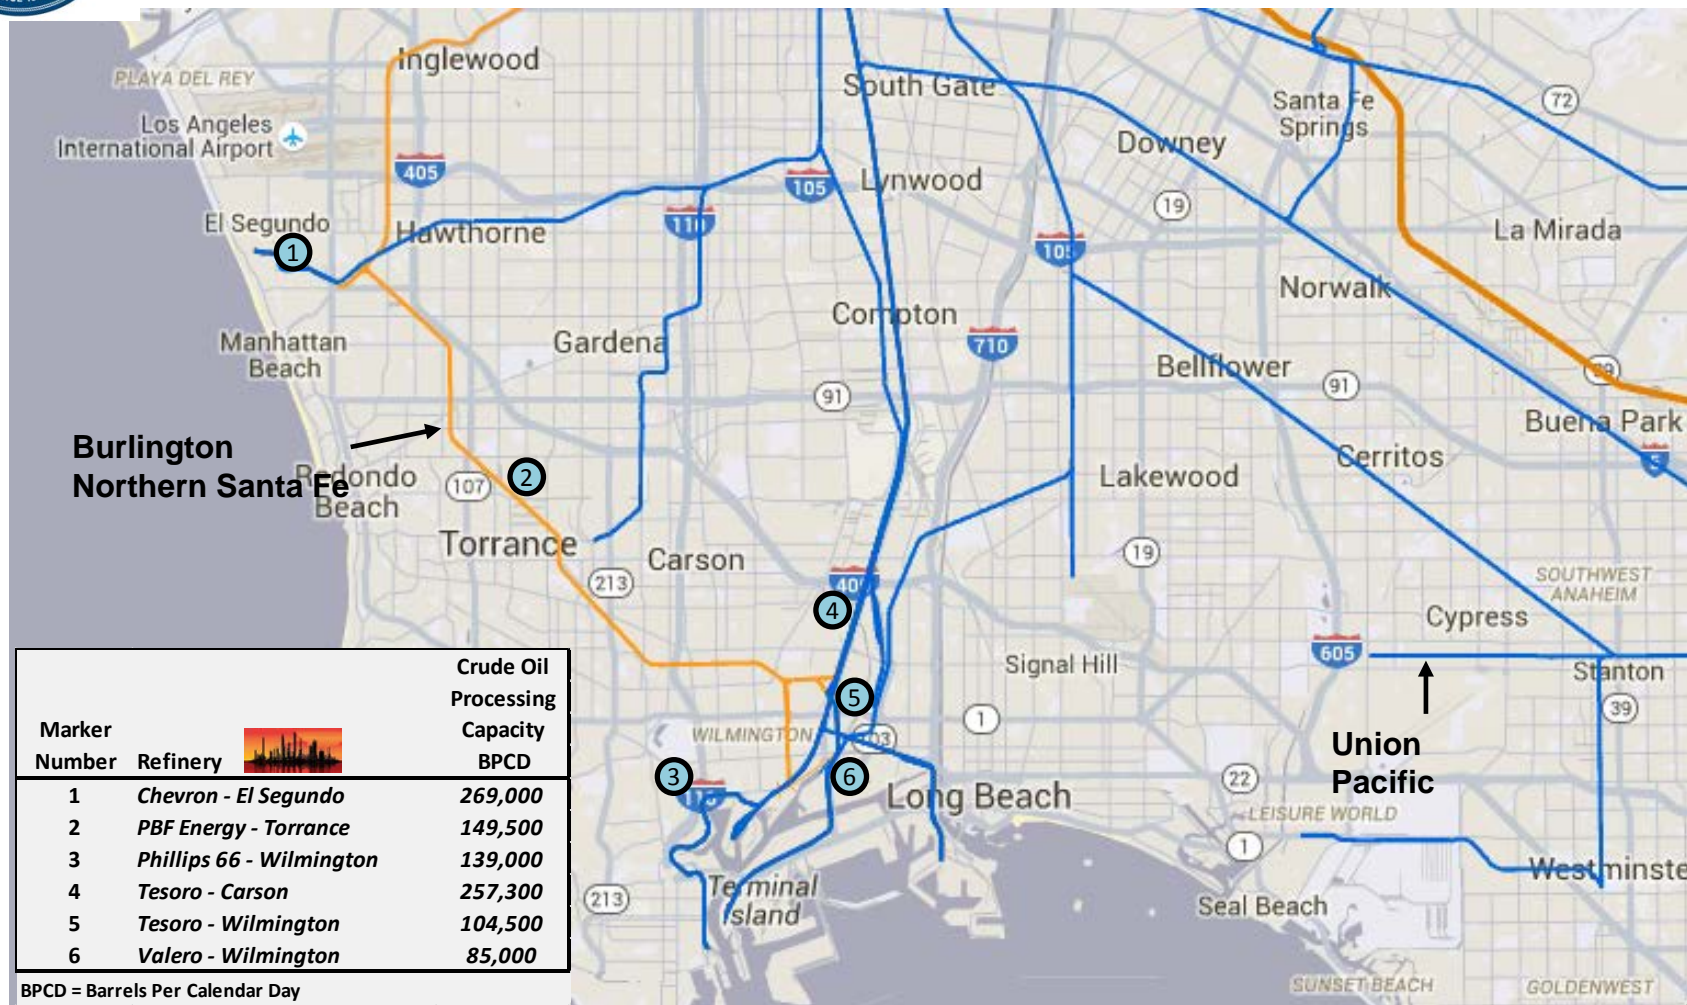 Inglewood
PLAYA DEL REY
South Gate
Los Angeles
International Airport
Santa Fe
Springs
72
Downey
405
105
Lynwood
19
El Segundo
110
Hawthorne
105
La Mirada
1
Norwalk
Compton
Manhattan
Beach
Gardena
710
Bellflower
91
91
39
Buena Park
Burlington
Northern Santa Fe
Redondo
Beach
107
2
Cerritos
5
Lakewood
Torrance
Carson
213
405
19
4
SOUTHWEST
ANAHEIM
Cypress
605
Signal Hill
Stanton
5
39
1
WILMINGTON
103
Union
Pacific
3
110
6
Long Beach
22
LEISURE WORLD
1
Westminste
Terminal
Island
213
Seal Beach
SUNSET BEACH
GOLDENWEST
Crude Oil
Processing
Marker Capacity
Number Refinery BPCD
1 Chevron - El Segundo 269,000
2 PBF Energy - Torrance 149,500
3 Phillips 66 - Wilmington 139,000
4 Tesoro - Carson 257,300
5 Tesoro - Wilmington 104,500
6 Valero - Wilmington 85,000
BPCD = Barrels Per Calendar Day